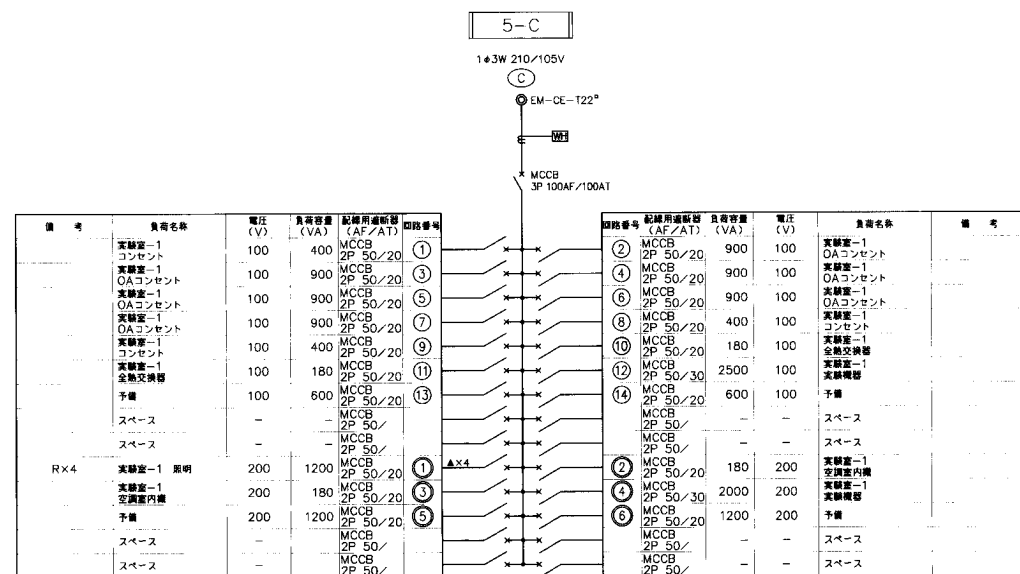 5-C
1φ3W 210/105V
C
EM-CE-T22°
WH
MCCB
3P 100AF/100AT
備 考 負荷名称 電圧(V) 負荷容量(VA) 配線用遮断器(AF/AT) 回路番号
実験室-1 コンセント 100 400 MCCB 2P 50/20 1
実験室-1 OAコンセント 100 900 MCCB 2P 50/20 3
実験室-1 OAコンセント 100 900 MCCB 2P 50/20 5
実験室-1 OAコンセント 100 900 MCCB 2P 50/20 7
実験室-1 コンセント 100 400 MCCB 2P 50/20 9
実験室-1 全熱交換器 100 180 MCCB 2P 50/20 11
予備 100 600 MCCB 2P 50/20 13
スペース - - MCCB 2P 50/
スペース - - MCCB 2P 50/
R×4 実験室-1 照明 200 1200 MCCB 2P 50/20 1 ▲×4
実験室-1 空調室内機 200 180 MCCB 2P 50/20 3
予備 200 1200 MCCB 2P 50/20 5
スペース - - MCCB 2P 50/
スペース - - MCCB 2P 50/
回路番号 配線用遮断器(AF/AT) 負荷容量(VA) 電圧(V) 負荷名称 備 考
2 MCCB 2P 50/20 900 100 実験室-1 OAコンセント
4 MCCB 2P 50/20 900 100 実験室-1 OAコンセント
6 MCCB 2P 50/20 900 100 実験室-1 OAコンセント
8 MCCB 2P 50/20 400 100 実験室-1 コンセント
10 MCCB 2P 50/20 180 100 実験室-1 全熱交換器
12 MCCB 2P 50/30 2500 100 実験室-1 実験機器
14 MCCB 2P 50/20 600 100 予備
MCCB 2P 50/ - - スペース
MCCB 2P 50/ - - スペース
2 MCCB 2P 50/20 180 200 実験室-1 空調室内機
4 MCCB 2P 50/30 2000 200 実験室-1 実験機器
6 MCCB 2P 50/20 1200 200 予備
MCCB 2P 50/ - - スペース
MCCB 2P 50/ - - スペース